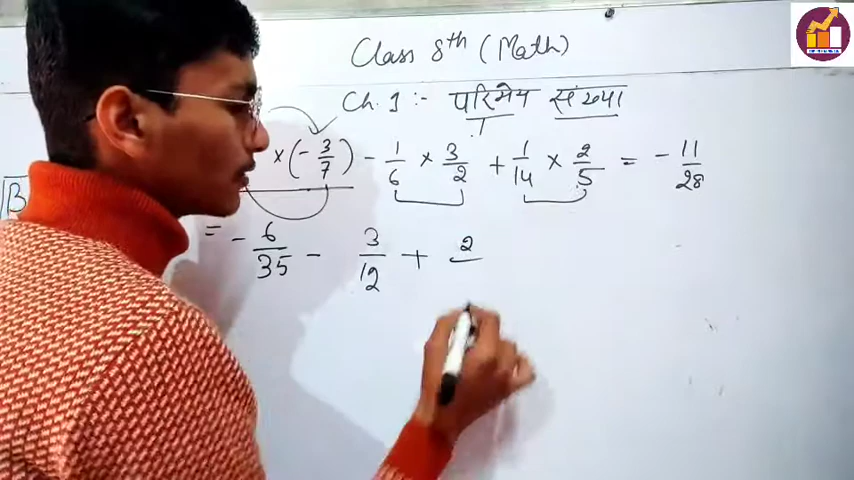 Class 8th (Math)
Ch. 1 :- परिमेय संख्या
× (- 3/7) - 1/6 × 3/2 + 1/14 × 2/5 = - 11/28
= - 6/35 - 3/12 + 2